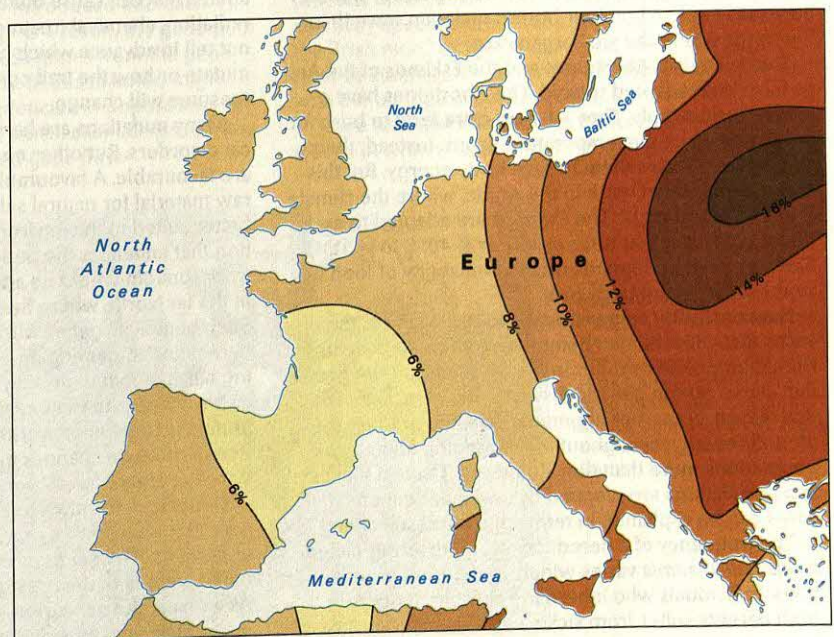 North
Sea
Baltic Sea
North
Atlantic
Ocean
Europe
16%
14%
12%
10%
8%
6%
6%
Mediterranean Sea